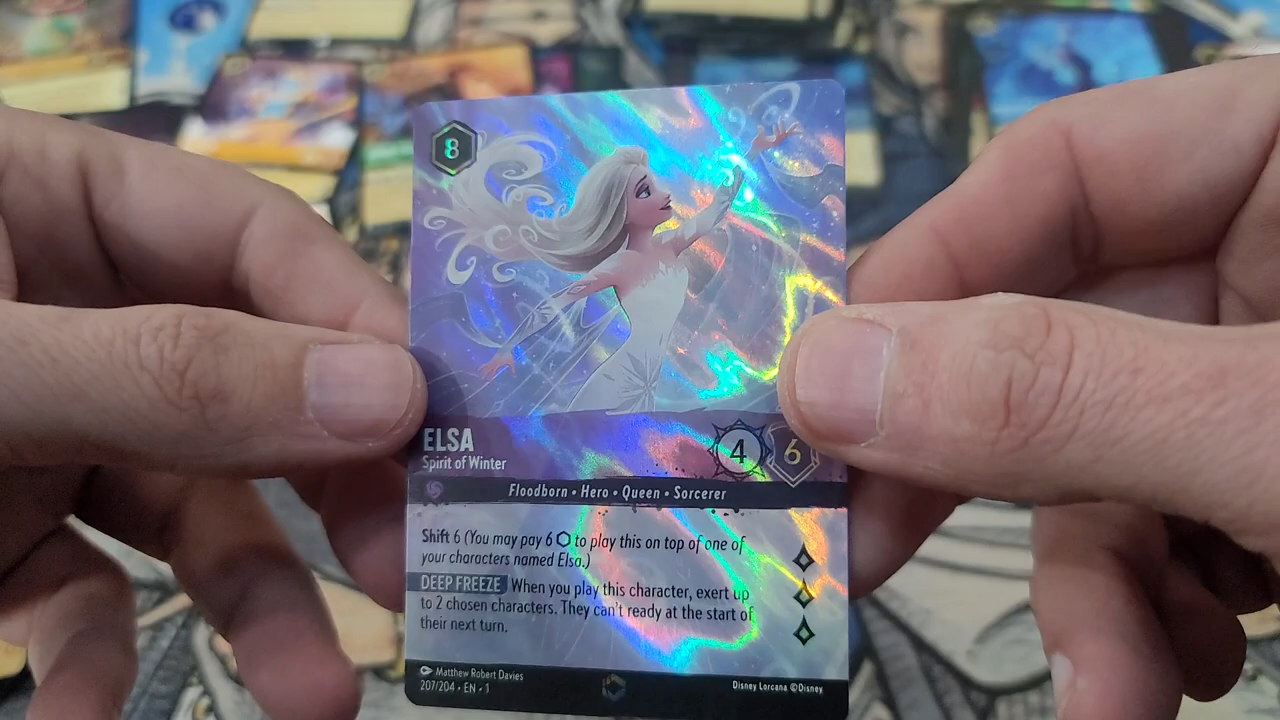 8
ELSA
Spirit of Winter
4 6
Floodborn • Hero • Queen • Sorcerer
Shift 6 (You may pay 6 ⬡ to play this on top of one of
your characters named Elsa.)
DEEP FREEZE When you play this character, exert up
to 2 chosen characters. They can't ready at the start of
their next turn.
Matthew Robert Davies
207/204 • EN • 1
Disney Lorcana ©Disney